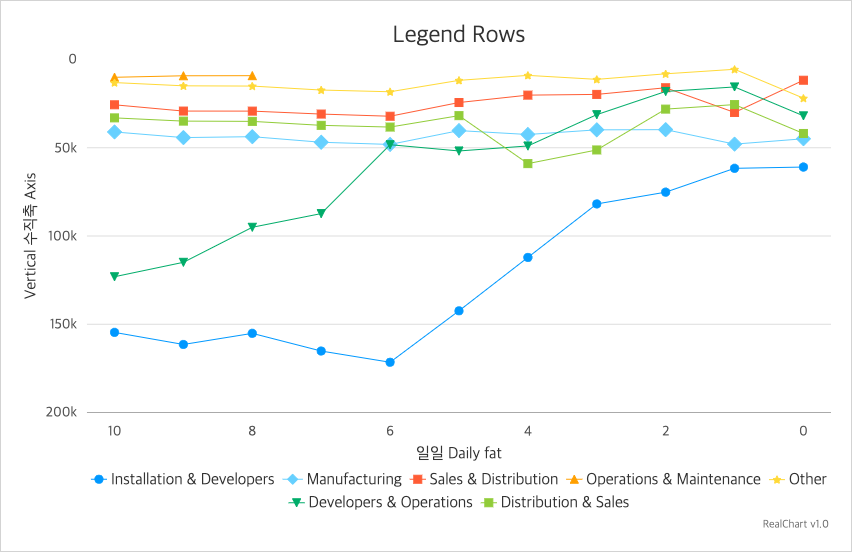 Legend Rows
0
50k
100k
150k
200k
Vertical 수직축 Axis
10 8 6 4 2 0
일일 Daily fat
Installation & Developers Manufacturing Sales & Distribution Operations & Maintenance Other
Developers & Operations Distribution & Sales
RealChart v1.0